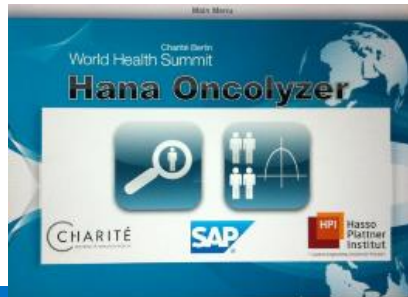 Main Menu
Charité Berlin
World Health Summit
Hana Oncolyzer
CHARITÉ
SAP
HPI
Hasso
Plattner
Institut